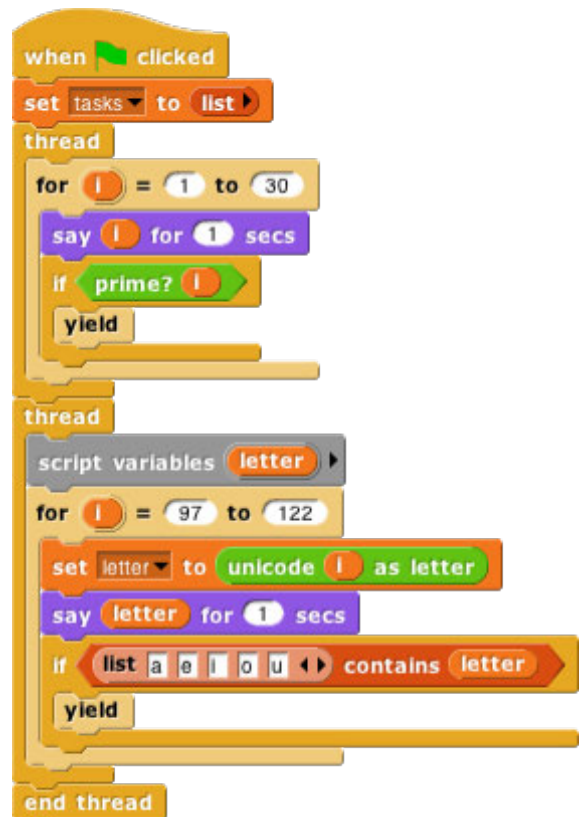 when clicked
set tasks to list
thread
for i = 1 to 30
say i for 1 secs
if prime? i
yield
thread
script variables letter
for i = 97 to 122
set letter to unicode i as letter
say letter for 1 secs
if list a e i o u contains letter
yield
end thread